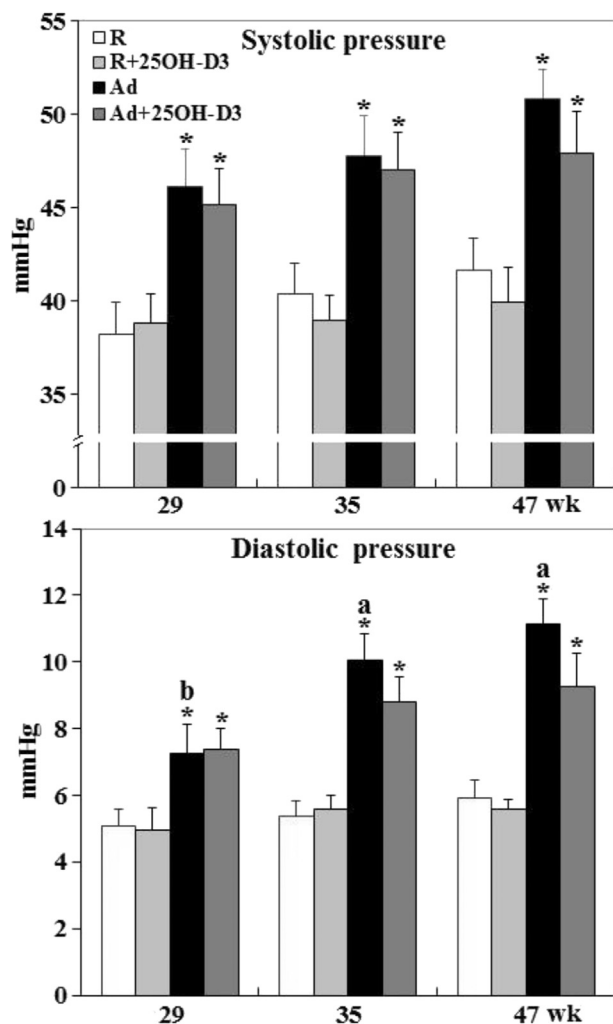 55
R
Systolic pressure
R+25OH-D3
Ad
Ad+25OH-D3
50
45
40
35
0
mmHg
* * * * * *
29 35 47 wk
14
Diastolic pressure
12
10
8
6
4
2
0
mmHg
b a a
* * * * * *
29 35 47 wk